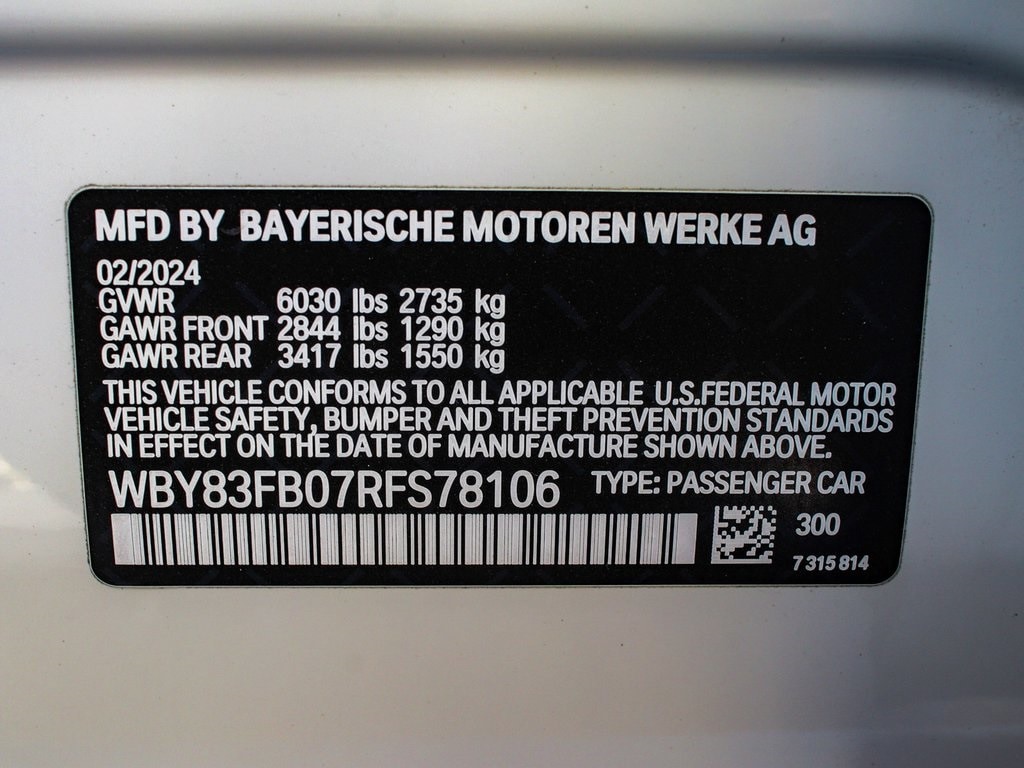 MFD BY BAYERISCHE MOTOREN WERKE AG
02/2024
GVWR 6030 lbs 2735 kg
GAWR FRONT 2844 lbs 1290 kg
GAWR REAR 3417 lbs 1550 kg
THIS VEHICLE CONFORMS TO ALL APPLICABLE U.S.FEDERAL MOTOR
VEHICLE SAFETY, BUMPER AND THEFT PREVENTION STANDARDS
IN EFFECT ON THE DATE OF MANUFACTURE SHOWN ABOVE.
WBY83FB07RFS78106 TYPE: PASSENGER CAR
300
7 315 814